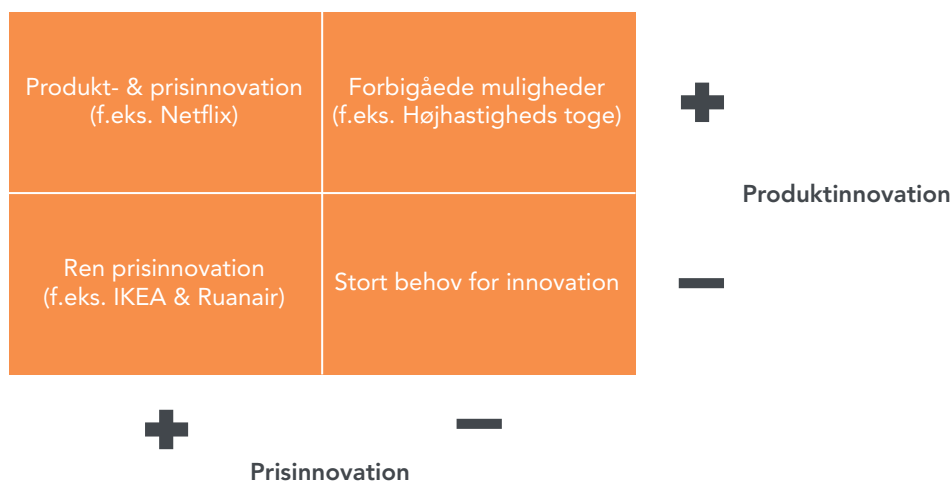 Produkt- & prisinnovation
(f.eks. Netflix)
Forbigåede muligheder
(f.eks. Højhastigheds toge)
Produktinnovation
Ren prisinnovation
(f.eks. IKEA & Ruanair)
Stort behov for innovation
Prisinnovation